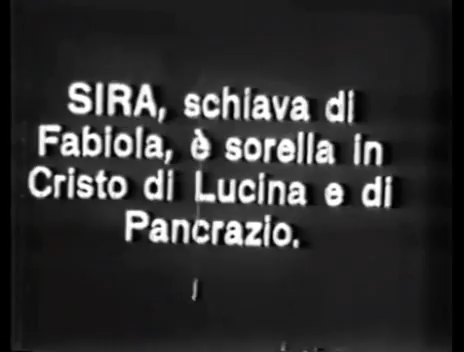 SIRA, schiava di
Fabiola, è sorella in
Cristo di Lucina e di
Pancrazio.